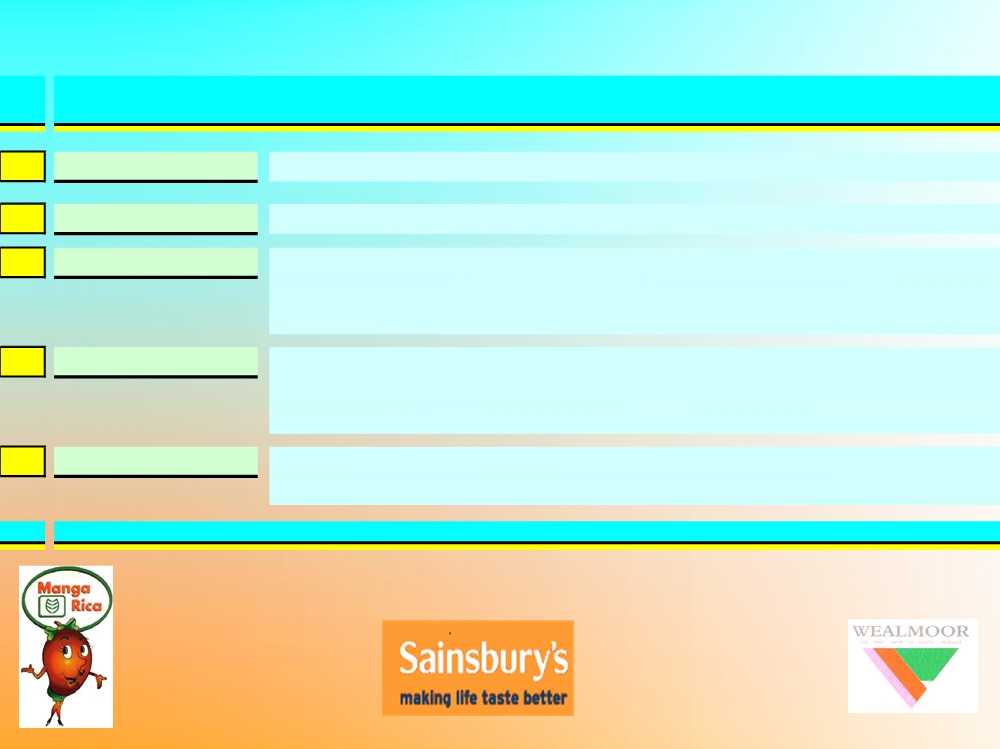 Manga
Rica
Sainsbury's
making life taste better
WEALMOOR